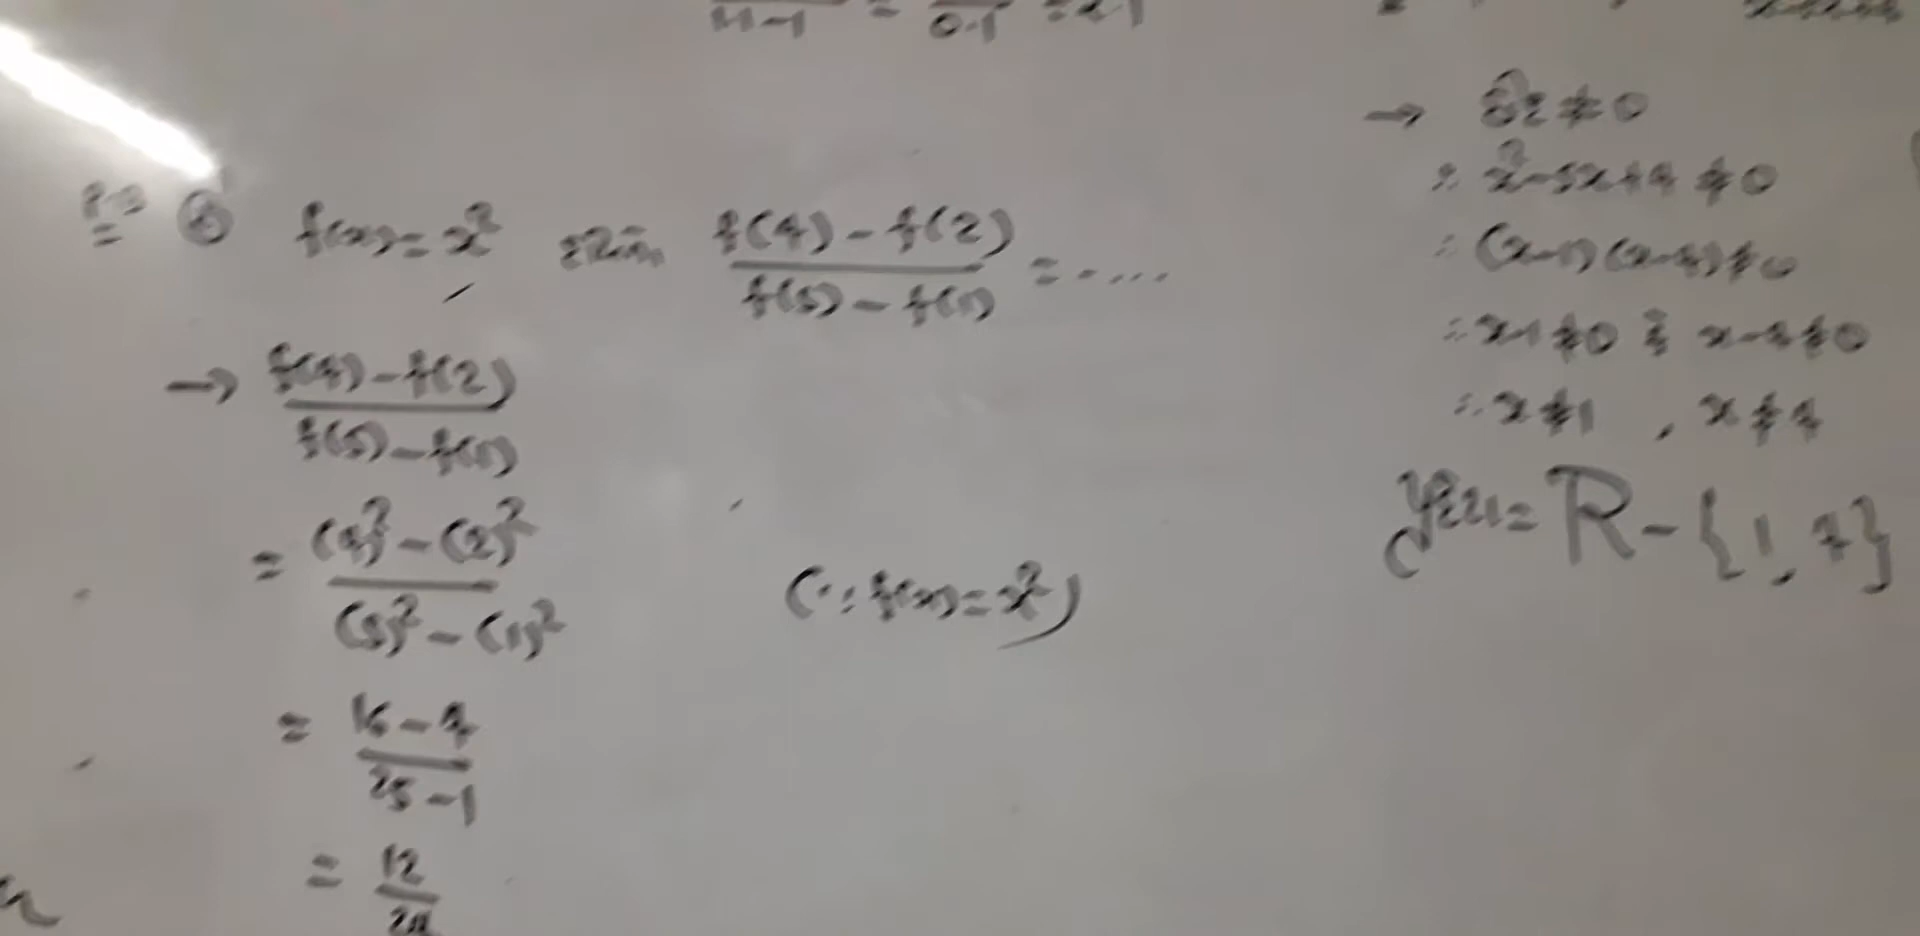 f(x) = x² તો f(4) - f(2) / f(5) - f(1) = .....
→ f(4) - f(2) / f(5) - f(1)
= (4)² - (2)² / (5)² - (1)² (∵ f(x) = x²)
= 16 - 4 / 25 - 1
= 12 / 24
→ છેદ ≠ 0
∴ x² - 5x + 4 ≠ 0
∴ (x-1)(x-4) ≠ 0
∴ x-1 ≠ 0 ; x-4 ≠ 0
∴ x ≠ 1 , x ≠ 4
પ્રદેશ = R - {1, 4}